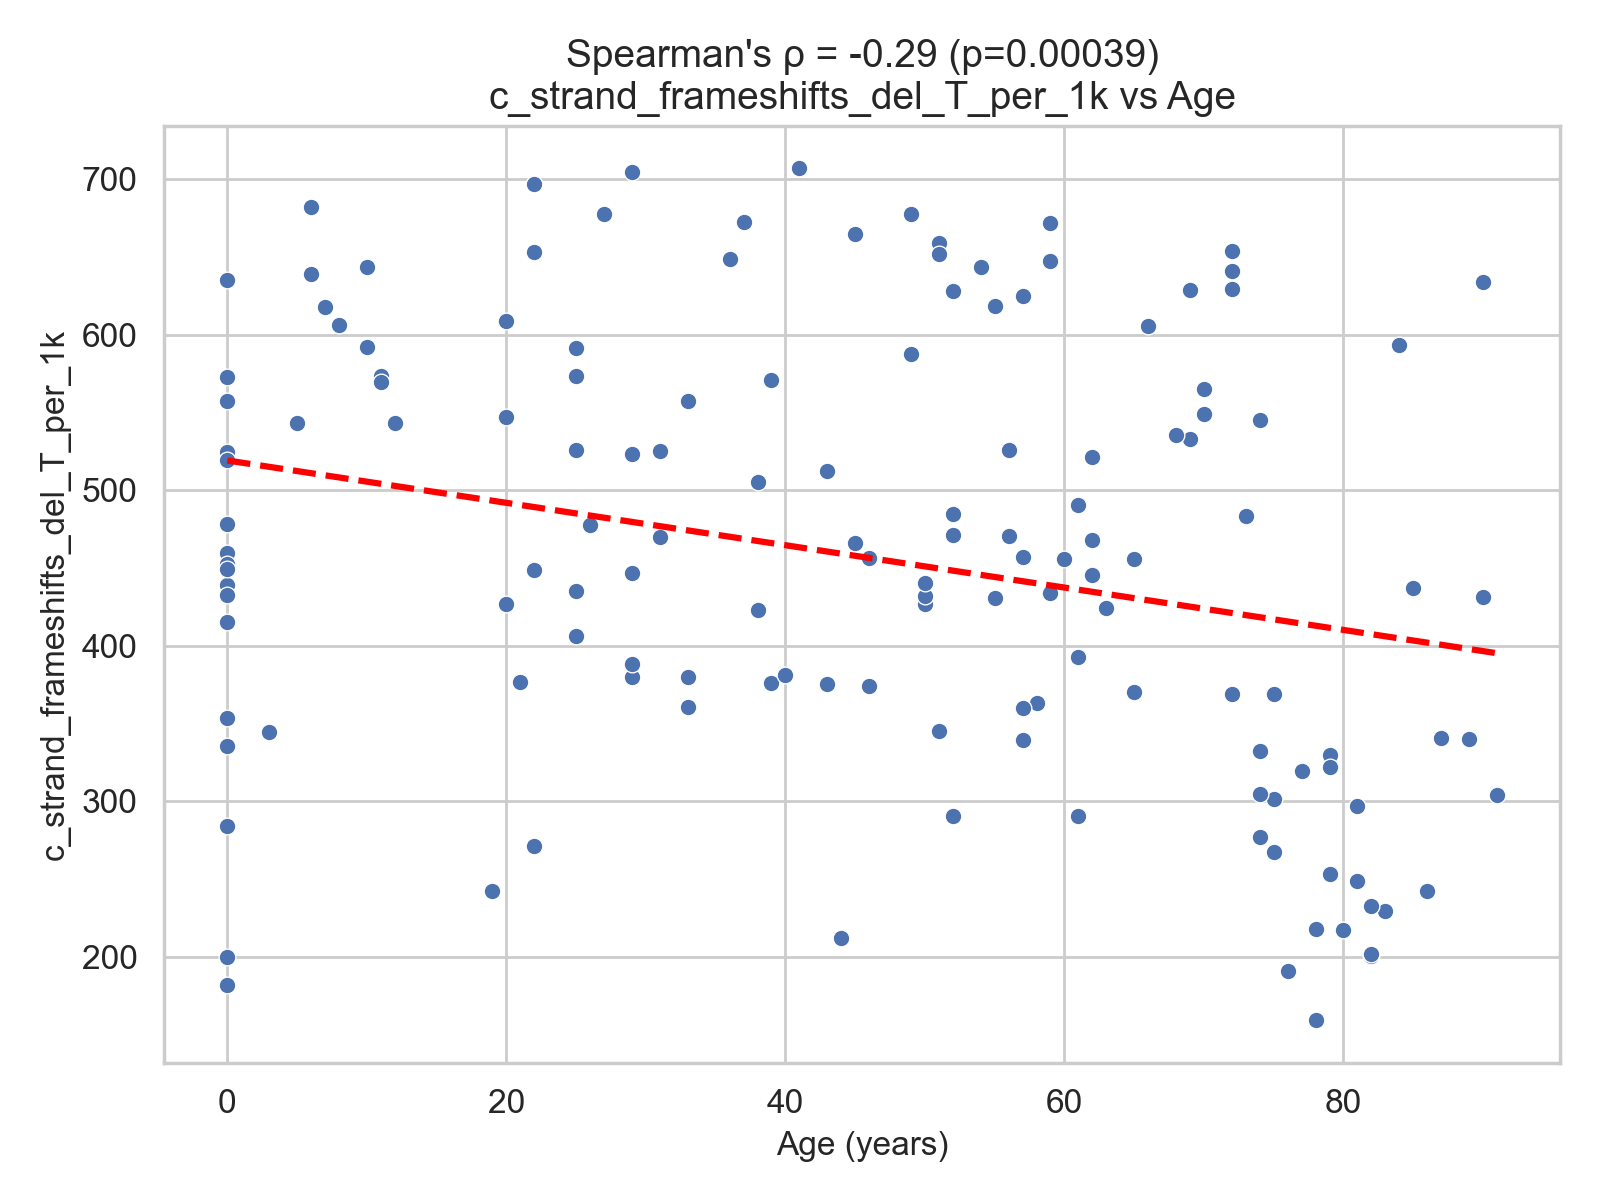 Spearman's ρ = -0.29 (p=0.00039)
c_strand_frameshifts_del_T_per_1k vs Age
c_strand_frameshifts_del_T_per_1k
700
600
500
400
300
200
0
20
40
60
80
Age (years)